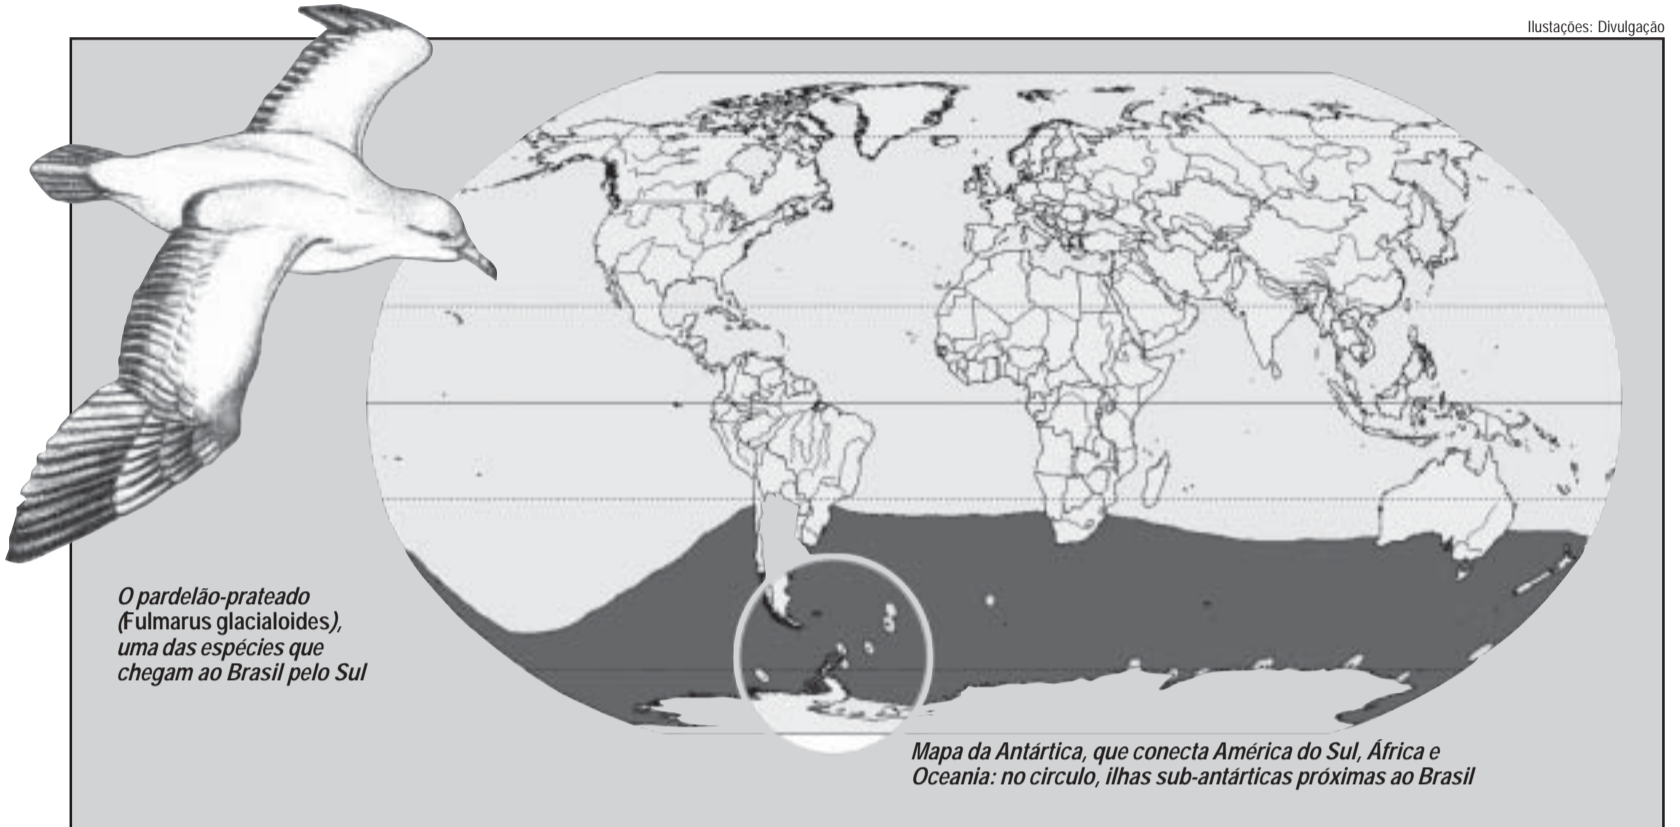 Ilustações: Divulgação
O pardelão-prateado
(Fulmarus glacialoides),
uma das espécies que
chegam ao Brasil pelo Sul
Mapa da Antártica, que conecta América do Sul, África e
Oceania: no circulo, ilhas sub-antárticas próximas ao Brasil